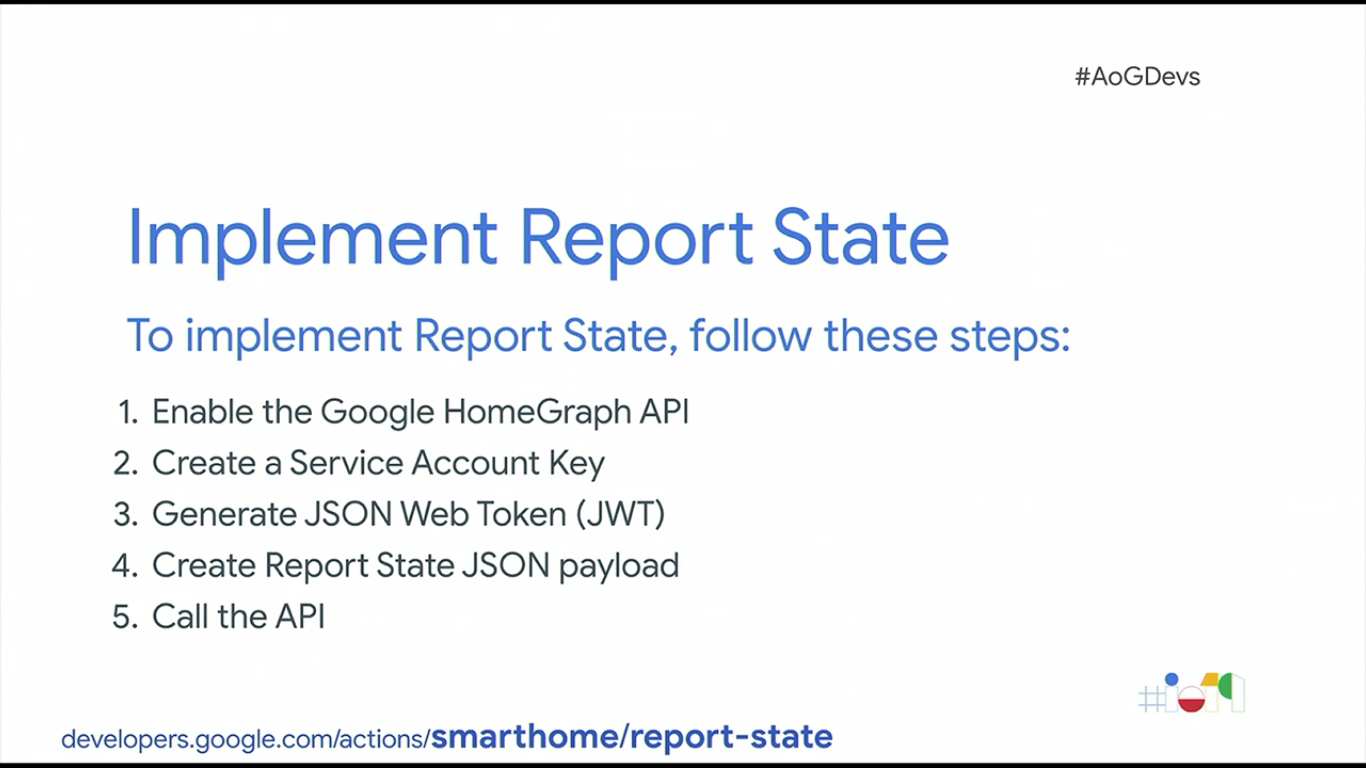 #AoGDevs
Implement Report State
To implement Report State, follow these steps:
1. Enable the Google HomeGraph API
2. Create a Service Account Key
3. Generate JSON Web Token (JWT)
4. Create Report State JSON payload
5. Call the API
#io19
developers.google.com/actions/smarthome/report-state